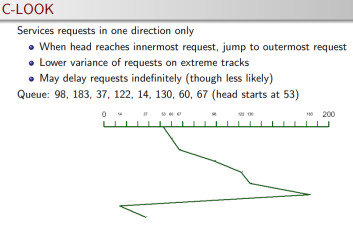 C-LOOK
Services requests in one direction only
When head reaches innermost request, jump to outermost request
Lower variance of requests on extreme tracks
May delay requests indefinitely (though less likely)
Queue: 98, 183, 37, 122, 14, 130, 60, 67 (head starts at 53)
0 14 37 53 60 67 98 122 130 183 200